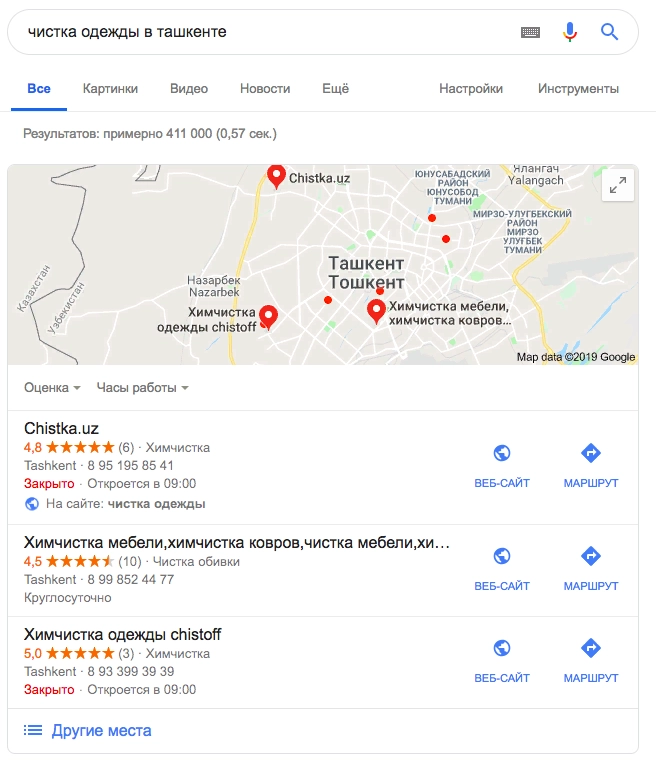 чистка одежды в ташкенте
Все Картинки Видео Новости Ещё Настройки Инструменты
Результатов: примерно 411 000 (0,57 сек.)
Chistka.uz
ЮНУСАБАДСКИЙ
РАЙОН
ЮНУСОБОД
ТУМАНИ
Ялангач
Yalangach
МИРЗО-УЛУГБЕКСКИЙ
РАЙОН
МИРЗО
УЛУҒБЕК
ТУМАНИ
Ташкент
Тошкент
Казахстан
Узбекистан
Назарбек
Nazarbek
Химчистка
одежды chistoff
Химчистка мебели,
химчистка ковров...
Map data ©2019 Google
Оценка Часы работы
Chistka.uz
4,8 (6) · Химчистка
Tashkent · 8 95 195 85 41
Закрыто · Откроется в 09:00
На сайте: чистка одежды
ВЕБ-САЙТ МАРШРУТ
Химчистка мебели,химчистка ковров,чистка мебели,хи...
4,5 (10) · Чистка обивки
Tashkent · 8 99 852 44 77
Круглосуточно
ВЕБ-САЙТ МАРШРУТ
Химчистка одежды chistoff
5,0 (3) · Химчистка
Tashkent · 8 93 399 39 39
Закрыто · Откроется в 09:00
ВЕБ-САЙТ МАРШРУТ
Другие места